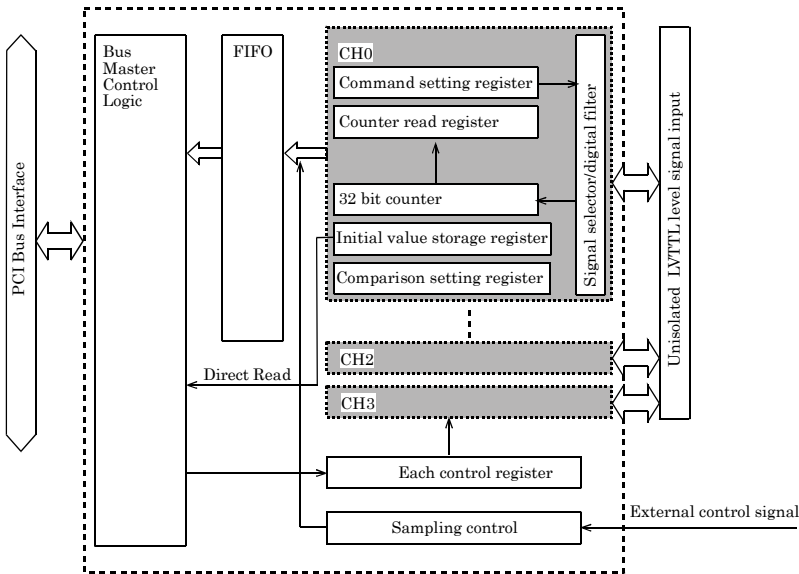 PCI Bus Interface
Bus
Master
Control
Logic
FIFO
CH0
Command setting register
Counter read register
32 bit counter
Initial value storage register
Comparison setting register
Signal selector/digital filter
Unisolated LVTTL level signal input
Direct Read
CH2
CH3
Each control register
Sampling control
External control signal